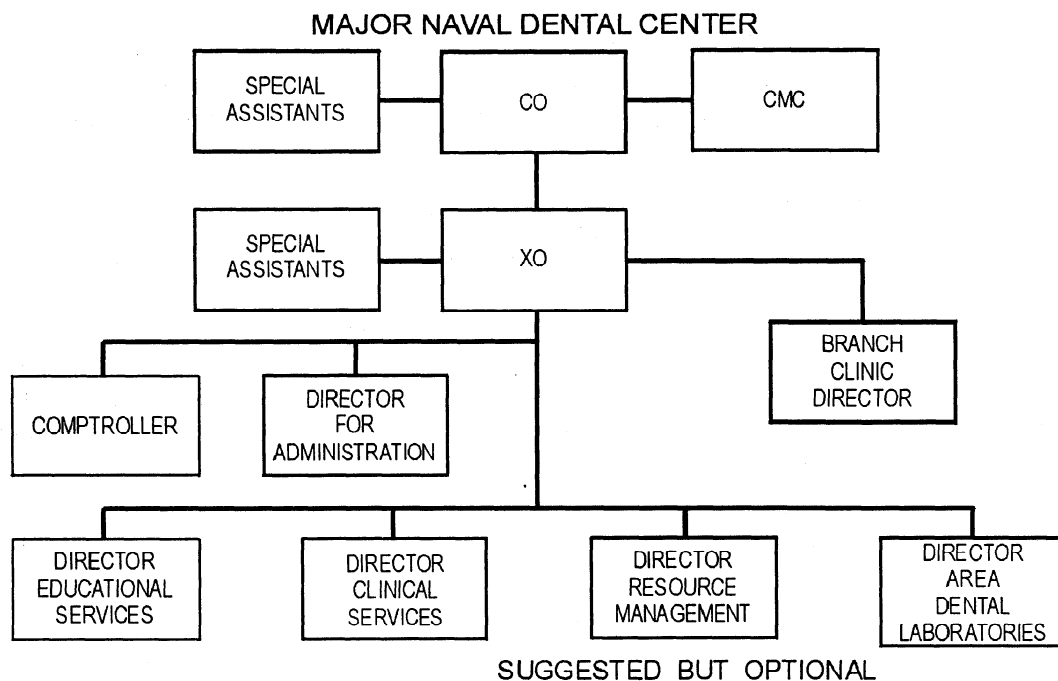 MAJOR NAVAL DENTAL CENTER
SPECIAL
ASSISTANTS
CO
CMC
SPECIAL
ASSISTANTS
XO
BRANCH
CLINIC
DIRECTOR
COMPTROLLER
DIRECTOR
FOR
ADMINISTRATION
DIRECTOR
EDUCATIONAL
SERVICES
DIRECTOR
CLINICAL
SERVICES
DIRECTOR
RESOURCE
MANAGEMENT
DIRECTOR
AREA
DENTAL
LABORATORIES
SUGGESTED BUT OPTIONAL